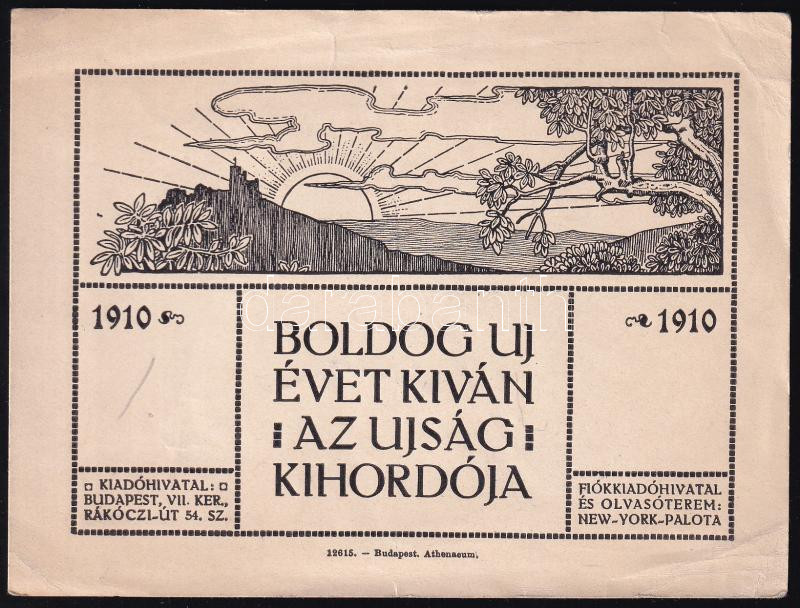 1910
1910
BOLDOG UJ
ÉVET KIVÁN
AZ UJSÁG
KIHORDÓJA
KIADÓHIVATAL:
BUDAPEST, VII. KER.,
RÁKÓCZI-ÚT 54. SZ.
FIÓKKIADÓHIVATAL
ÉS OLVASÓTEREM:
NEW-YORK-PALOTA
12615. — Budapest. Athenaeum.
darabanth